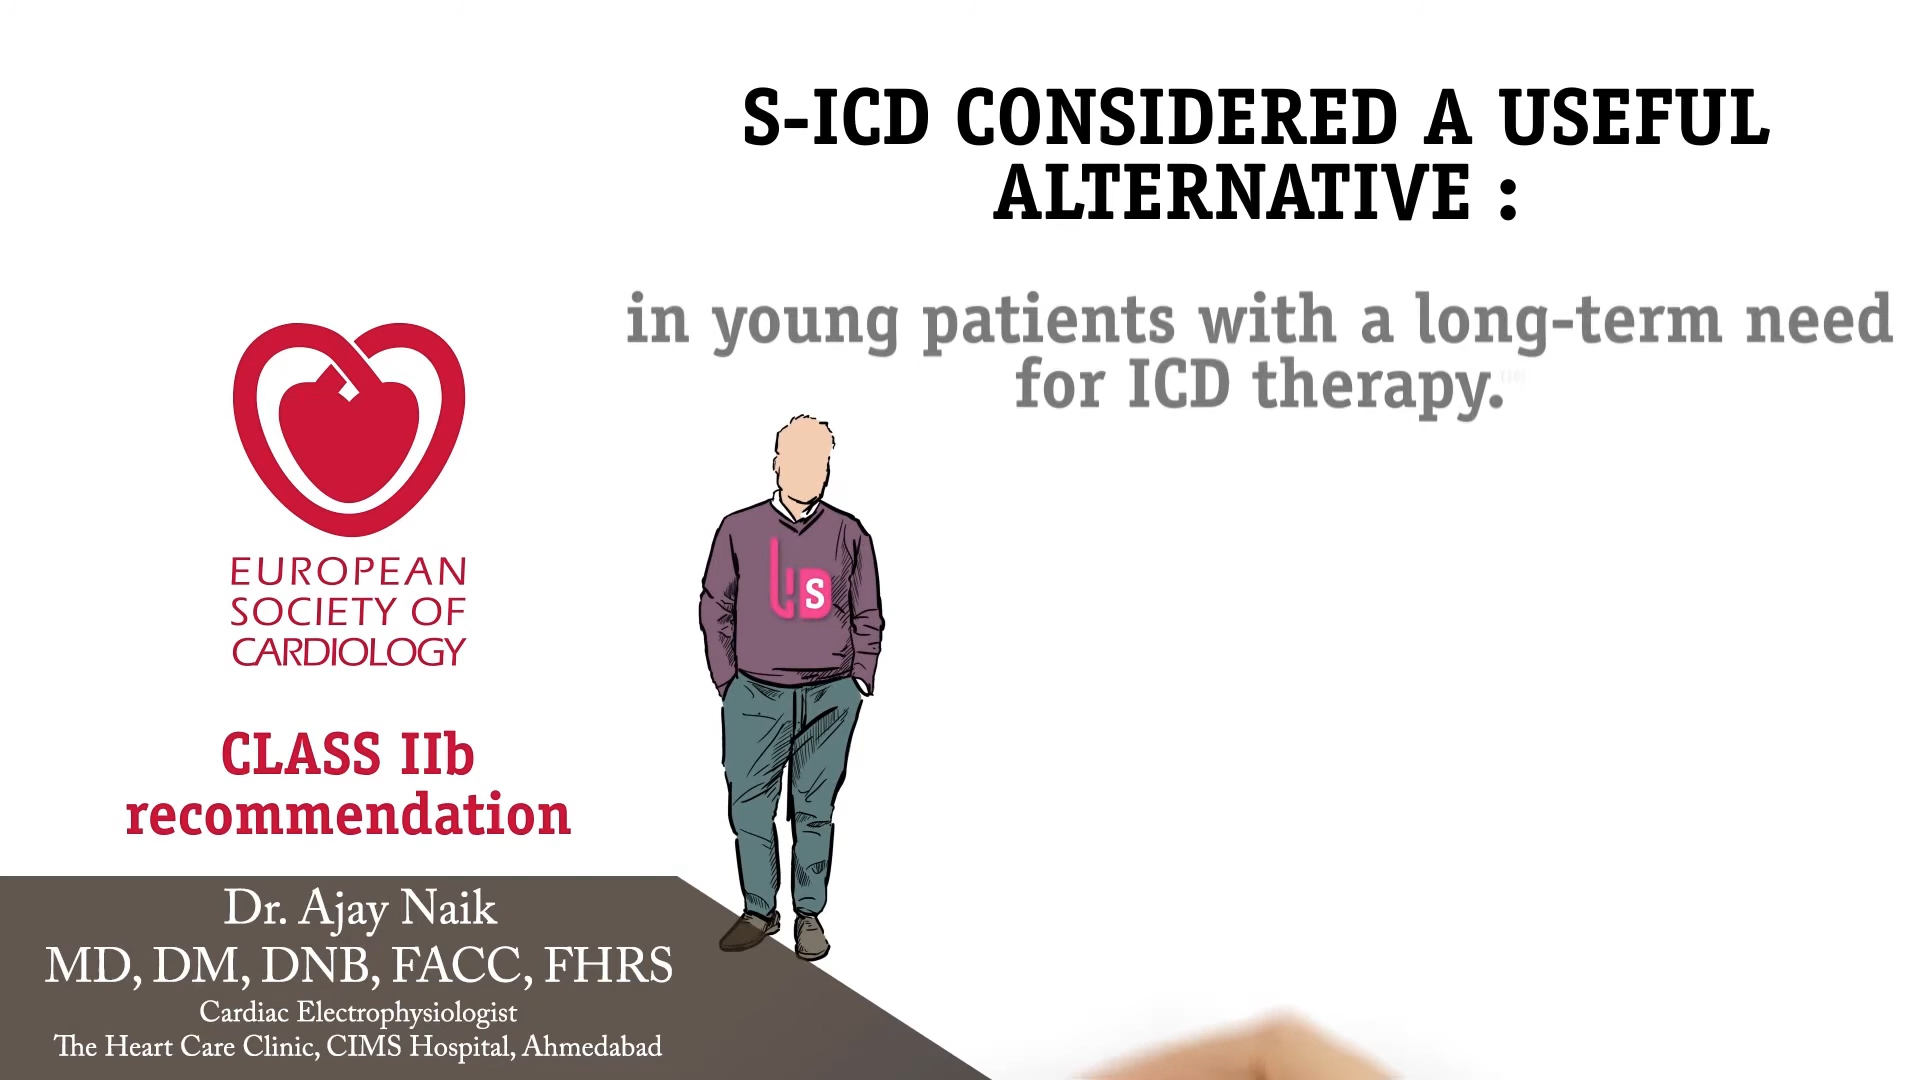 S-ICD CONSIDERED A USEFUL
ALTERNATIVE :
in young patients with a long-term need
for ICD therapy.
EUROPEAN
SOCIETY OF
CARDIOLOGY
S
CLASS IIb
recommendation
Dr. Ajay Naik
MD, DM, DNB, FACC, FHRS
Cardiac Electrophysiologist
The Heart Care Clinic, CIMS Hospital, Ahmedabad